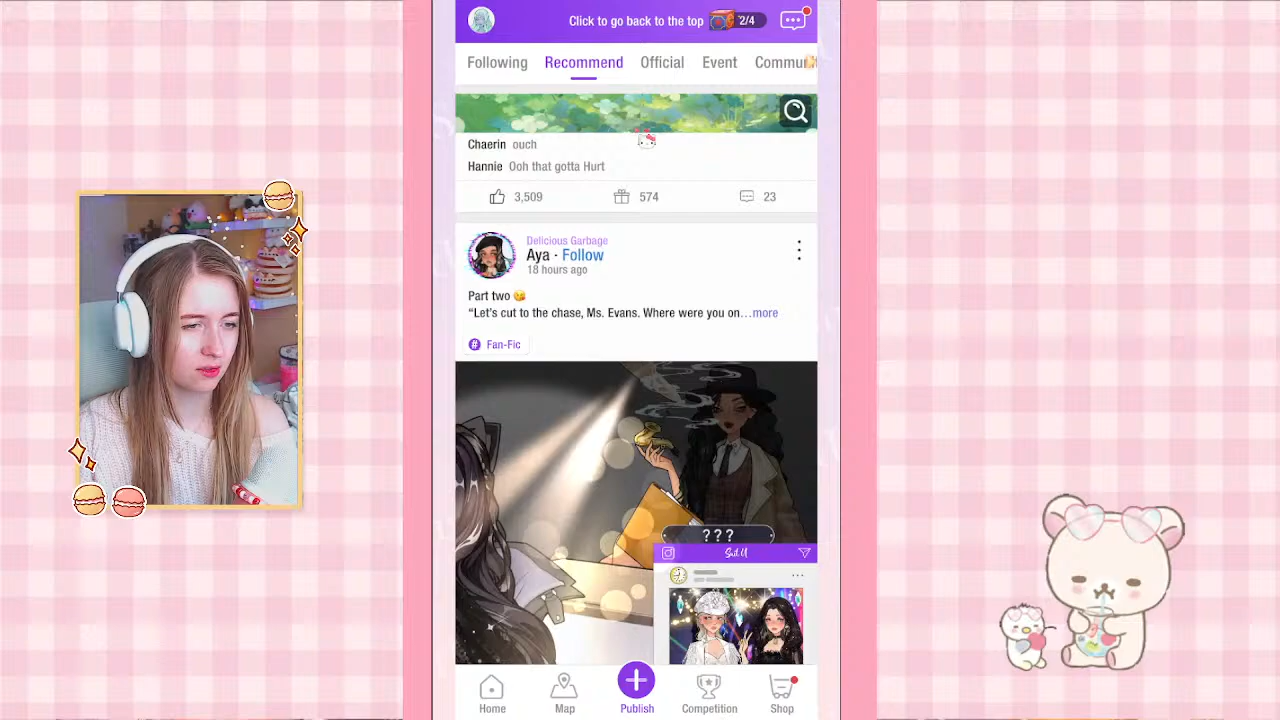 Click to go back to the top
2/4
Following
Recommend
Official
Event
Commu
Chaerin ouch
Hannie Ooh that gotta Hurt
3,509
574
23
Delicious Garbage
Aya · Follow
18 hours ago
Part two 😘
“Let’s cut to the chase, Ms. Evans. Where were you on…more
# Fan-Fic
? ? ?
Suit U
Home
Map
Publish
Competition
Shop